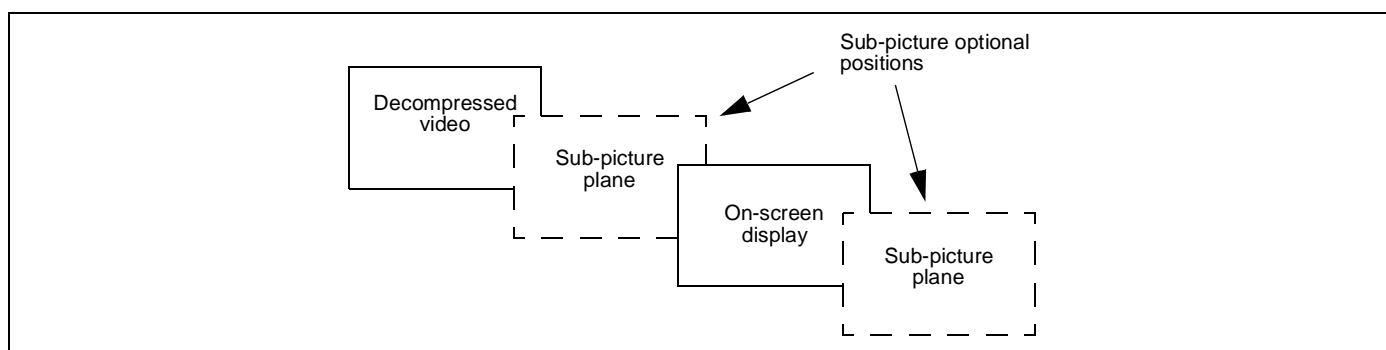 Sub-picture optional
positions
Decompressed
video
Sub-picture
plane
On-screen
display
Sub-picture
plane